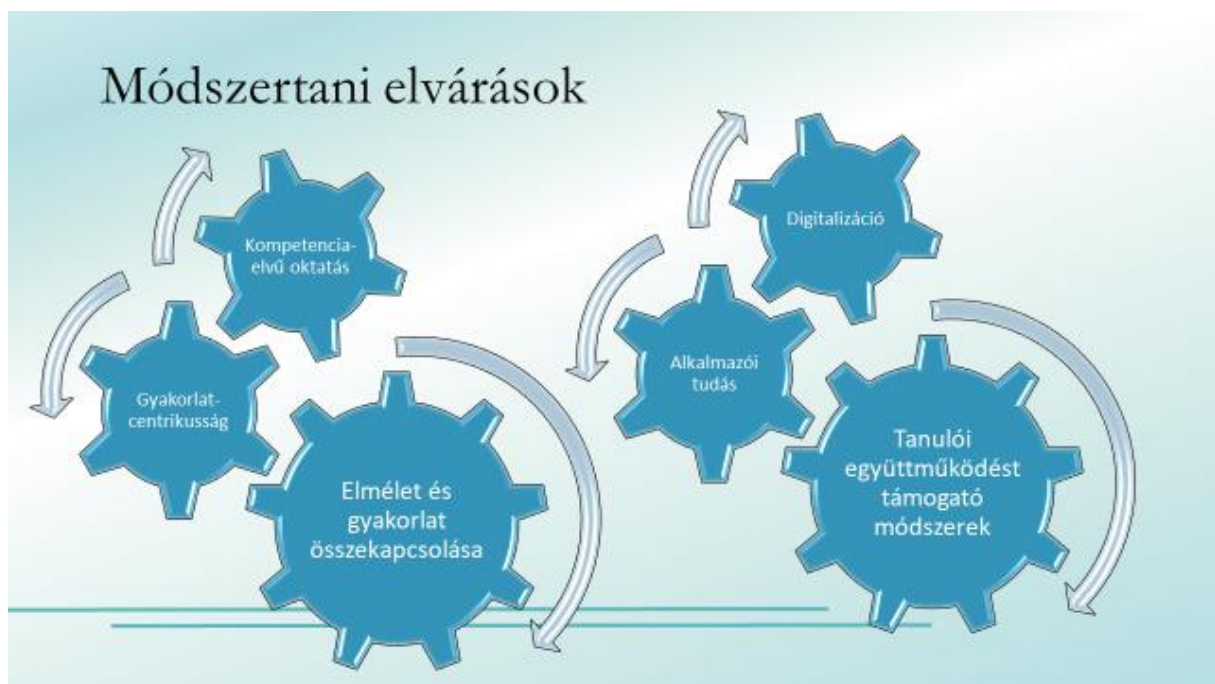 Módszertani elvárások
Kompetencia-
elvű oktatás
Gyakorlat-
centrikusság
Elmélet és
gyakorlat
összekapcsolása
Digitalizáció
Alkalmazói
tudás
Tanulói
együttműködést
támogató
módszerek